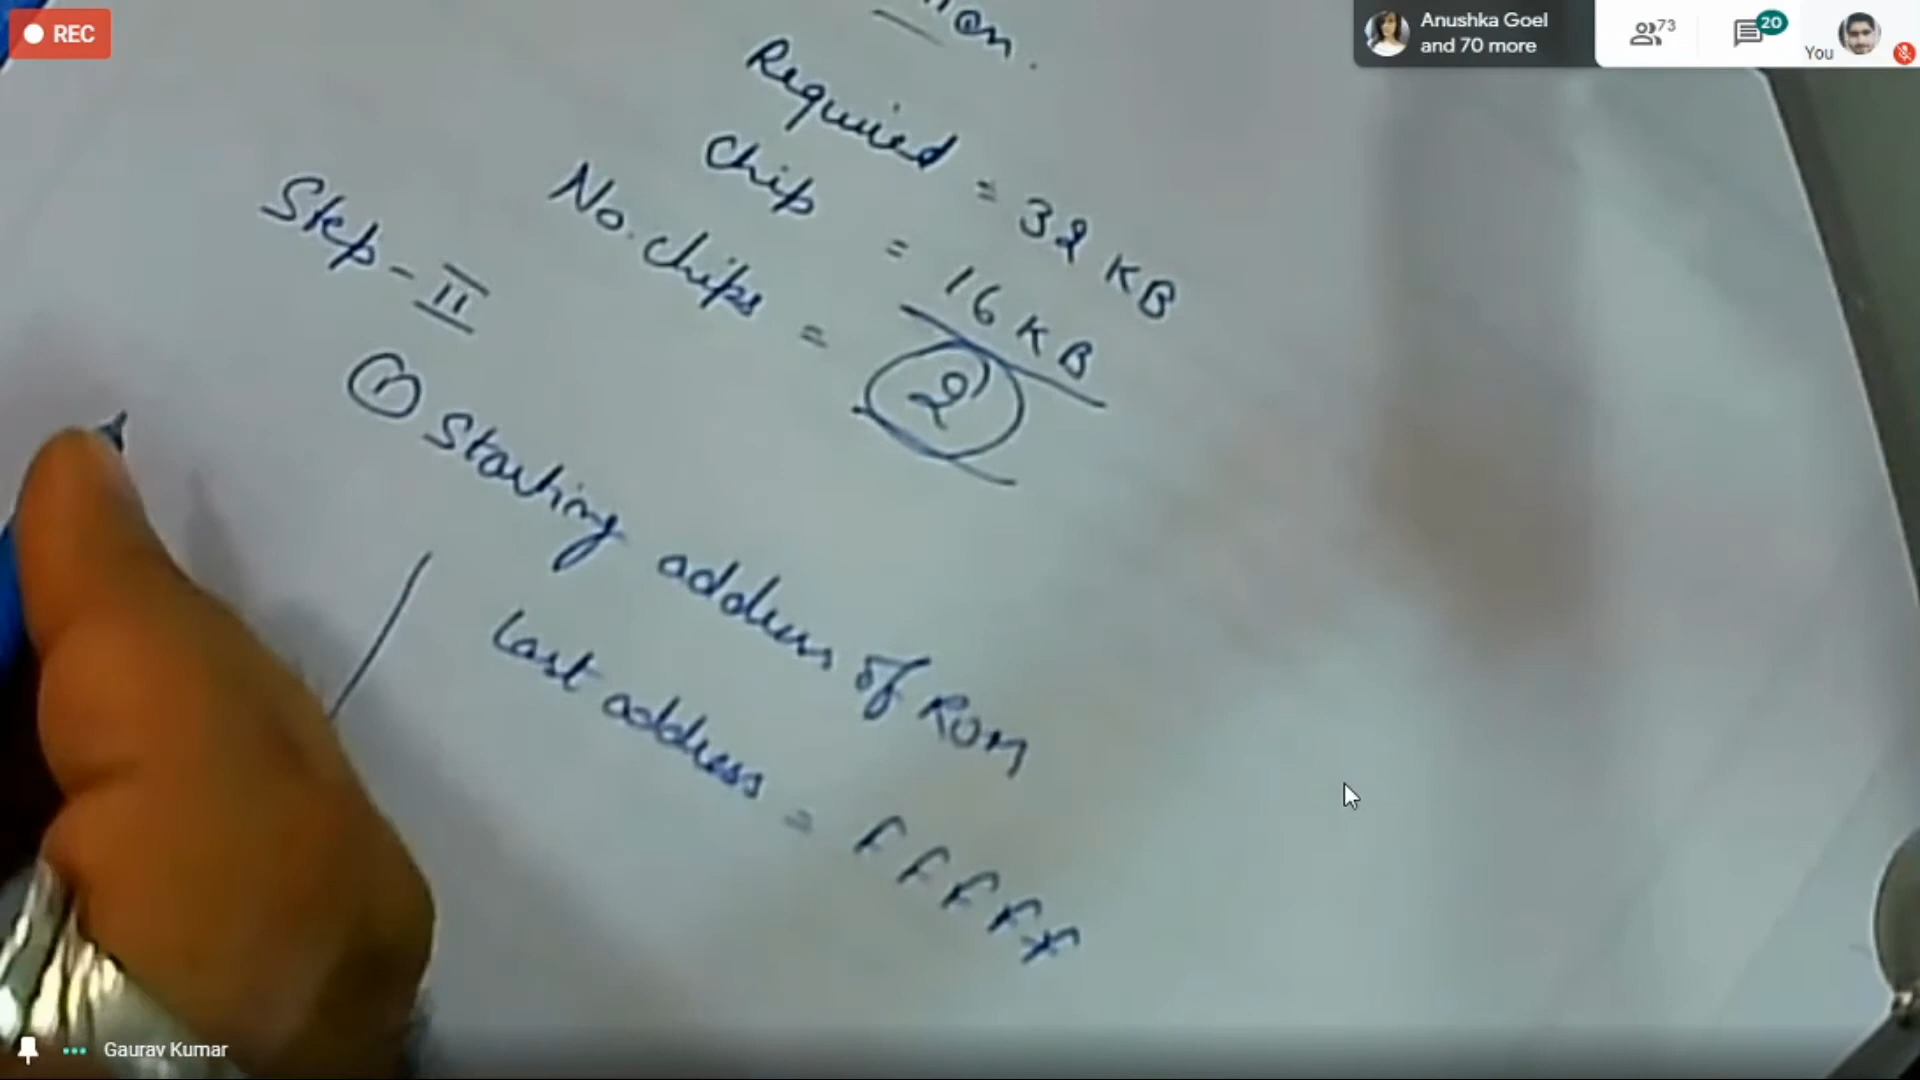 REC
Anushka Goel
and 70 more
73
20
You
Required = 32 KB
Chip = 16 KB
No. chips = 2
Step - II
Starting address of ROM
Last address = FFFFF
Gaurav Kumar